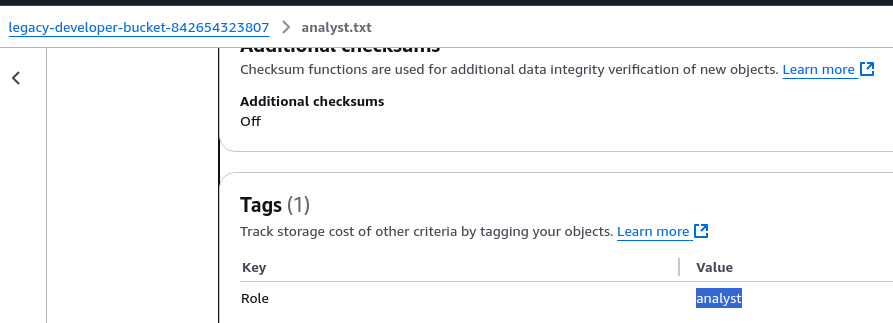 legacy-developer-bucket-842654323807 > analyst.txt
Additional checksums
Checksum functions are used for additional data integrity verification of new objects. Learn more
Additional checksums
Off
Tags (1)
Track storage cost of other criteria by tagging your objects. Learn more
Key Value
Role analyst